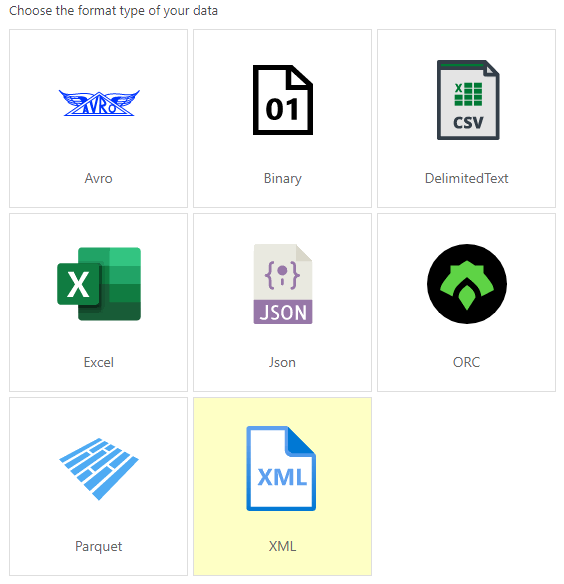 Choose the format type of your data
AVRO
01
X
CSV
Avro
Binary
DelimitedText
X
{ }
JSON
Excel
Json
ORC
XML
Parquet
XML